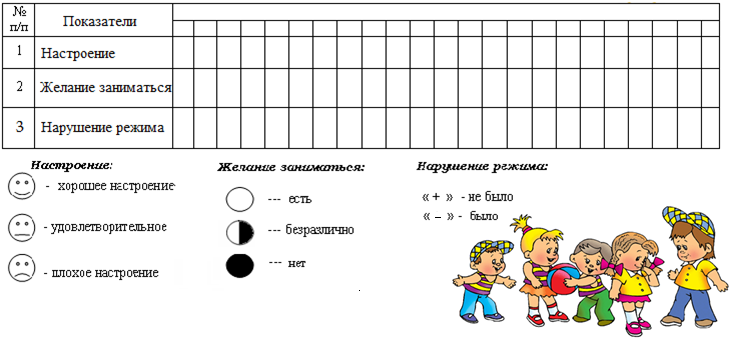 № п/п Показатели
1 Настроение
2 Желание заниматься
3 Нарушение режима
Настроение:
- хорошее настроение
- удовлетворительное
- плохое настроение
Желание заниматься:
--- есть
--- безразлично
--- нет
Нарушение режима:
« + » - не было
« – » - было